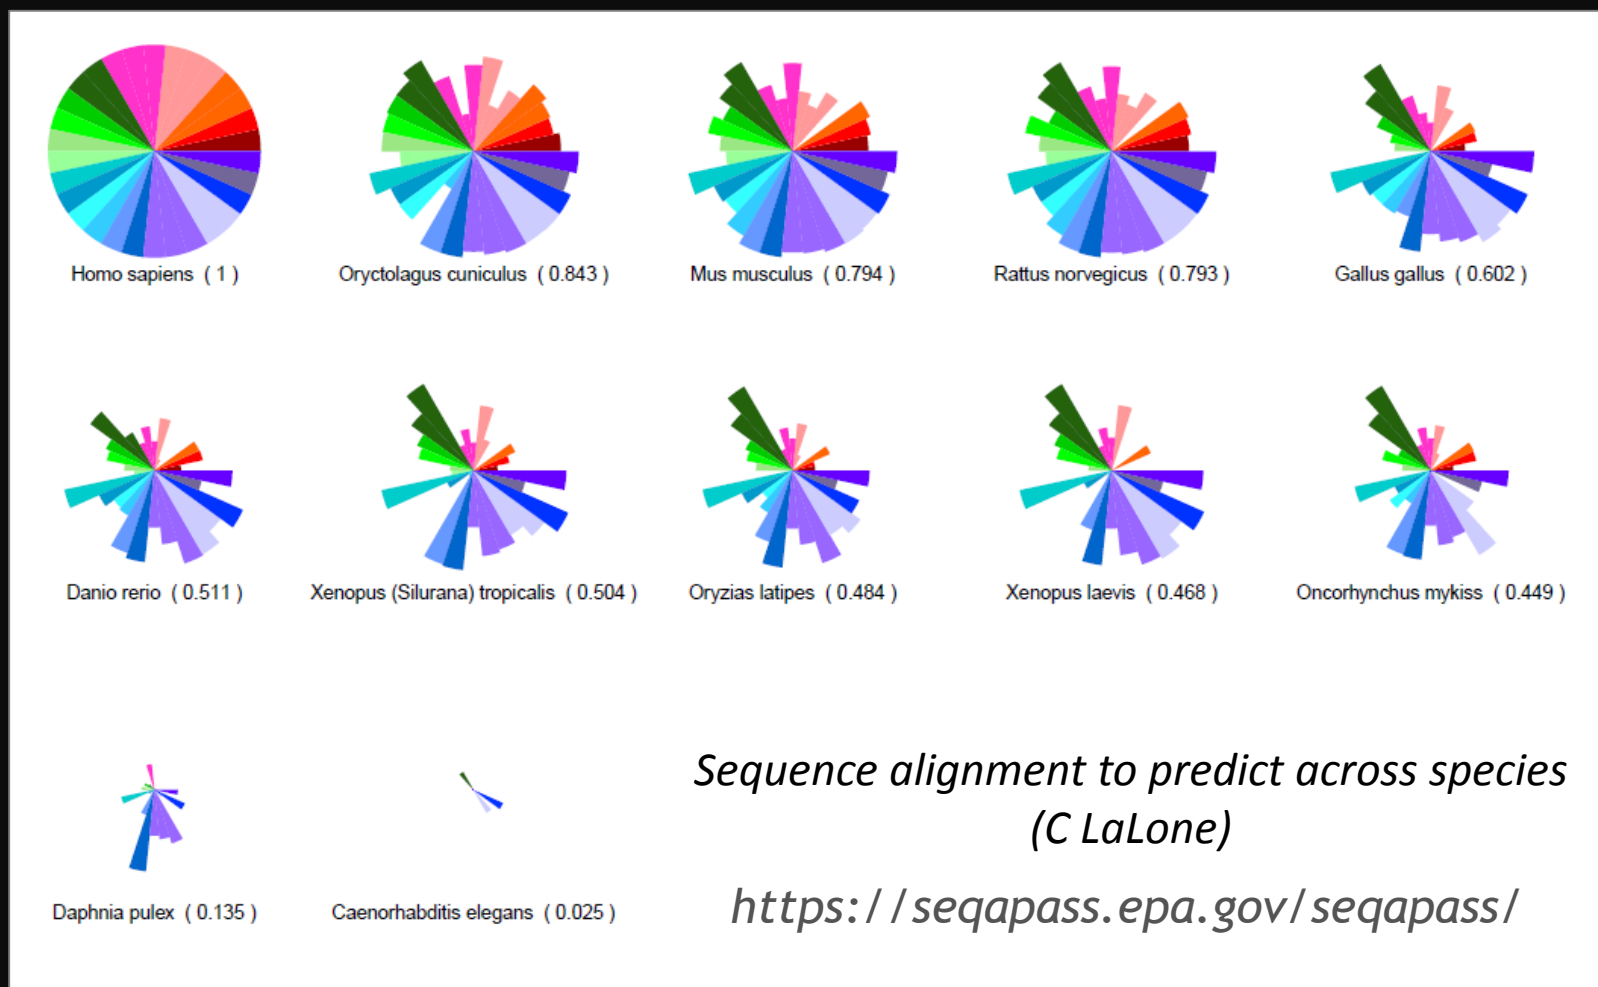 Homo sapiens ( 1 )
Oryctolagus cuniculus ( 0.843 )
Mus musculus ( 0.794 )
Rattus norvegicus ( 0.793 )
Gallus gallus ( 0.602 )
Danio rerio ( 0.511 )
Xenopus (Silurana) tropicalis ( 0.504 )
Oryzias latipes ( 0.484 )
Xenopus laevis ( 0.468 )
Oncorhynchus mykiss ( 0.449 )
Daphnia pulex ( 0.135 )
Caenorhabditis elegans ( 0.025 )
Sequence alignment to predict across species
(C LaLone)
https://seqapass.epa.gov/seqapass/